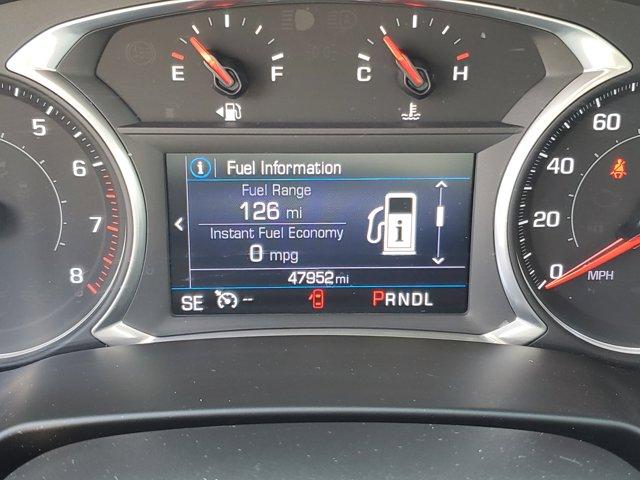 E F
C H
5
6
7
8
i Fuel Information
Fuel Range
126 mi
Instant Fuel Economy
0 mpg
i
47952 mi
SE -- PRNDL
60
40
20
0
MPH